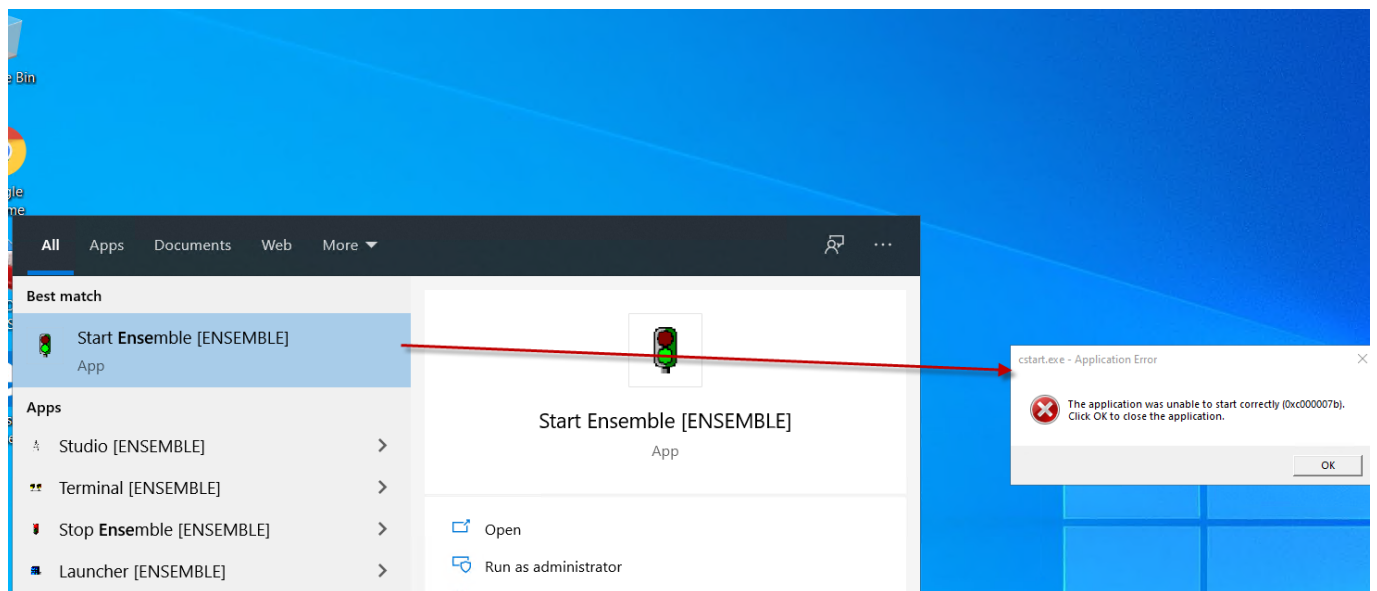 Bin
All Apps Documents Web More
Best match
Start Ensemble [ENSEMBLE]
App
Apps
Studio [ENSEMBLE]
Terminal [ENSEMBLE]
Stop Ensemble [ENSEMBLE]
Launcher [ENSEMBLE]
Start Ensemble [ENSEMBLE]
App
Open
Run as administrator
cstart.exe - Application Error
The application was unable to start correctly (0xc000007b).
Click OK to close the application.
OK